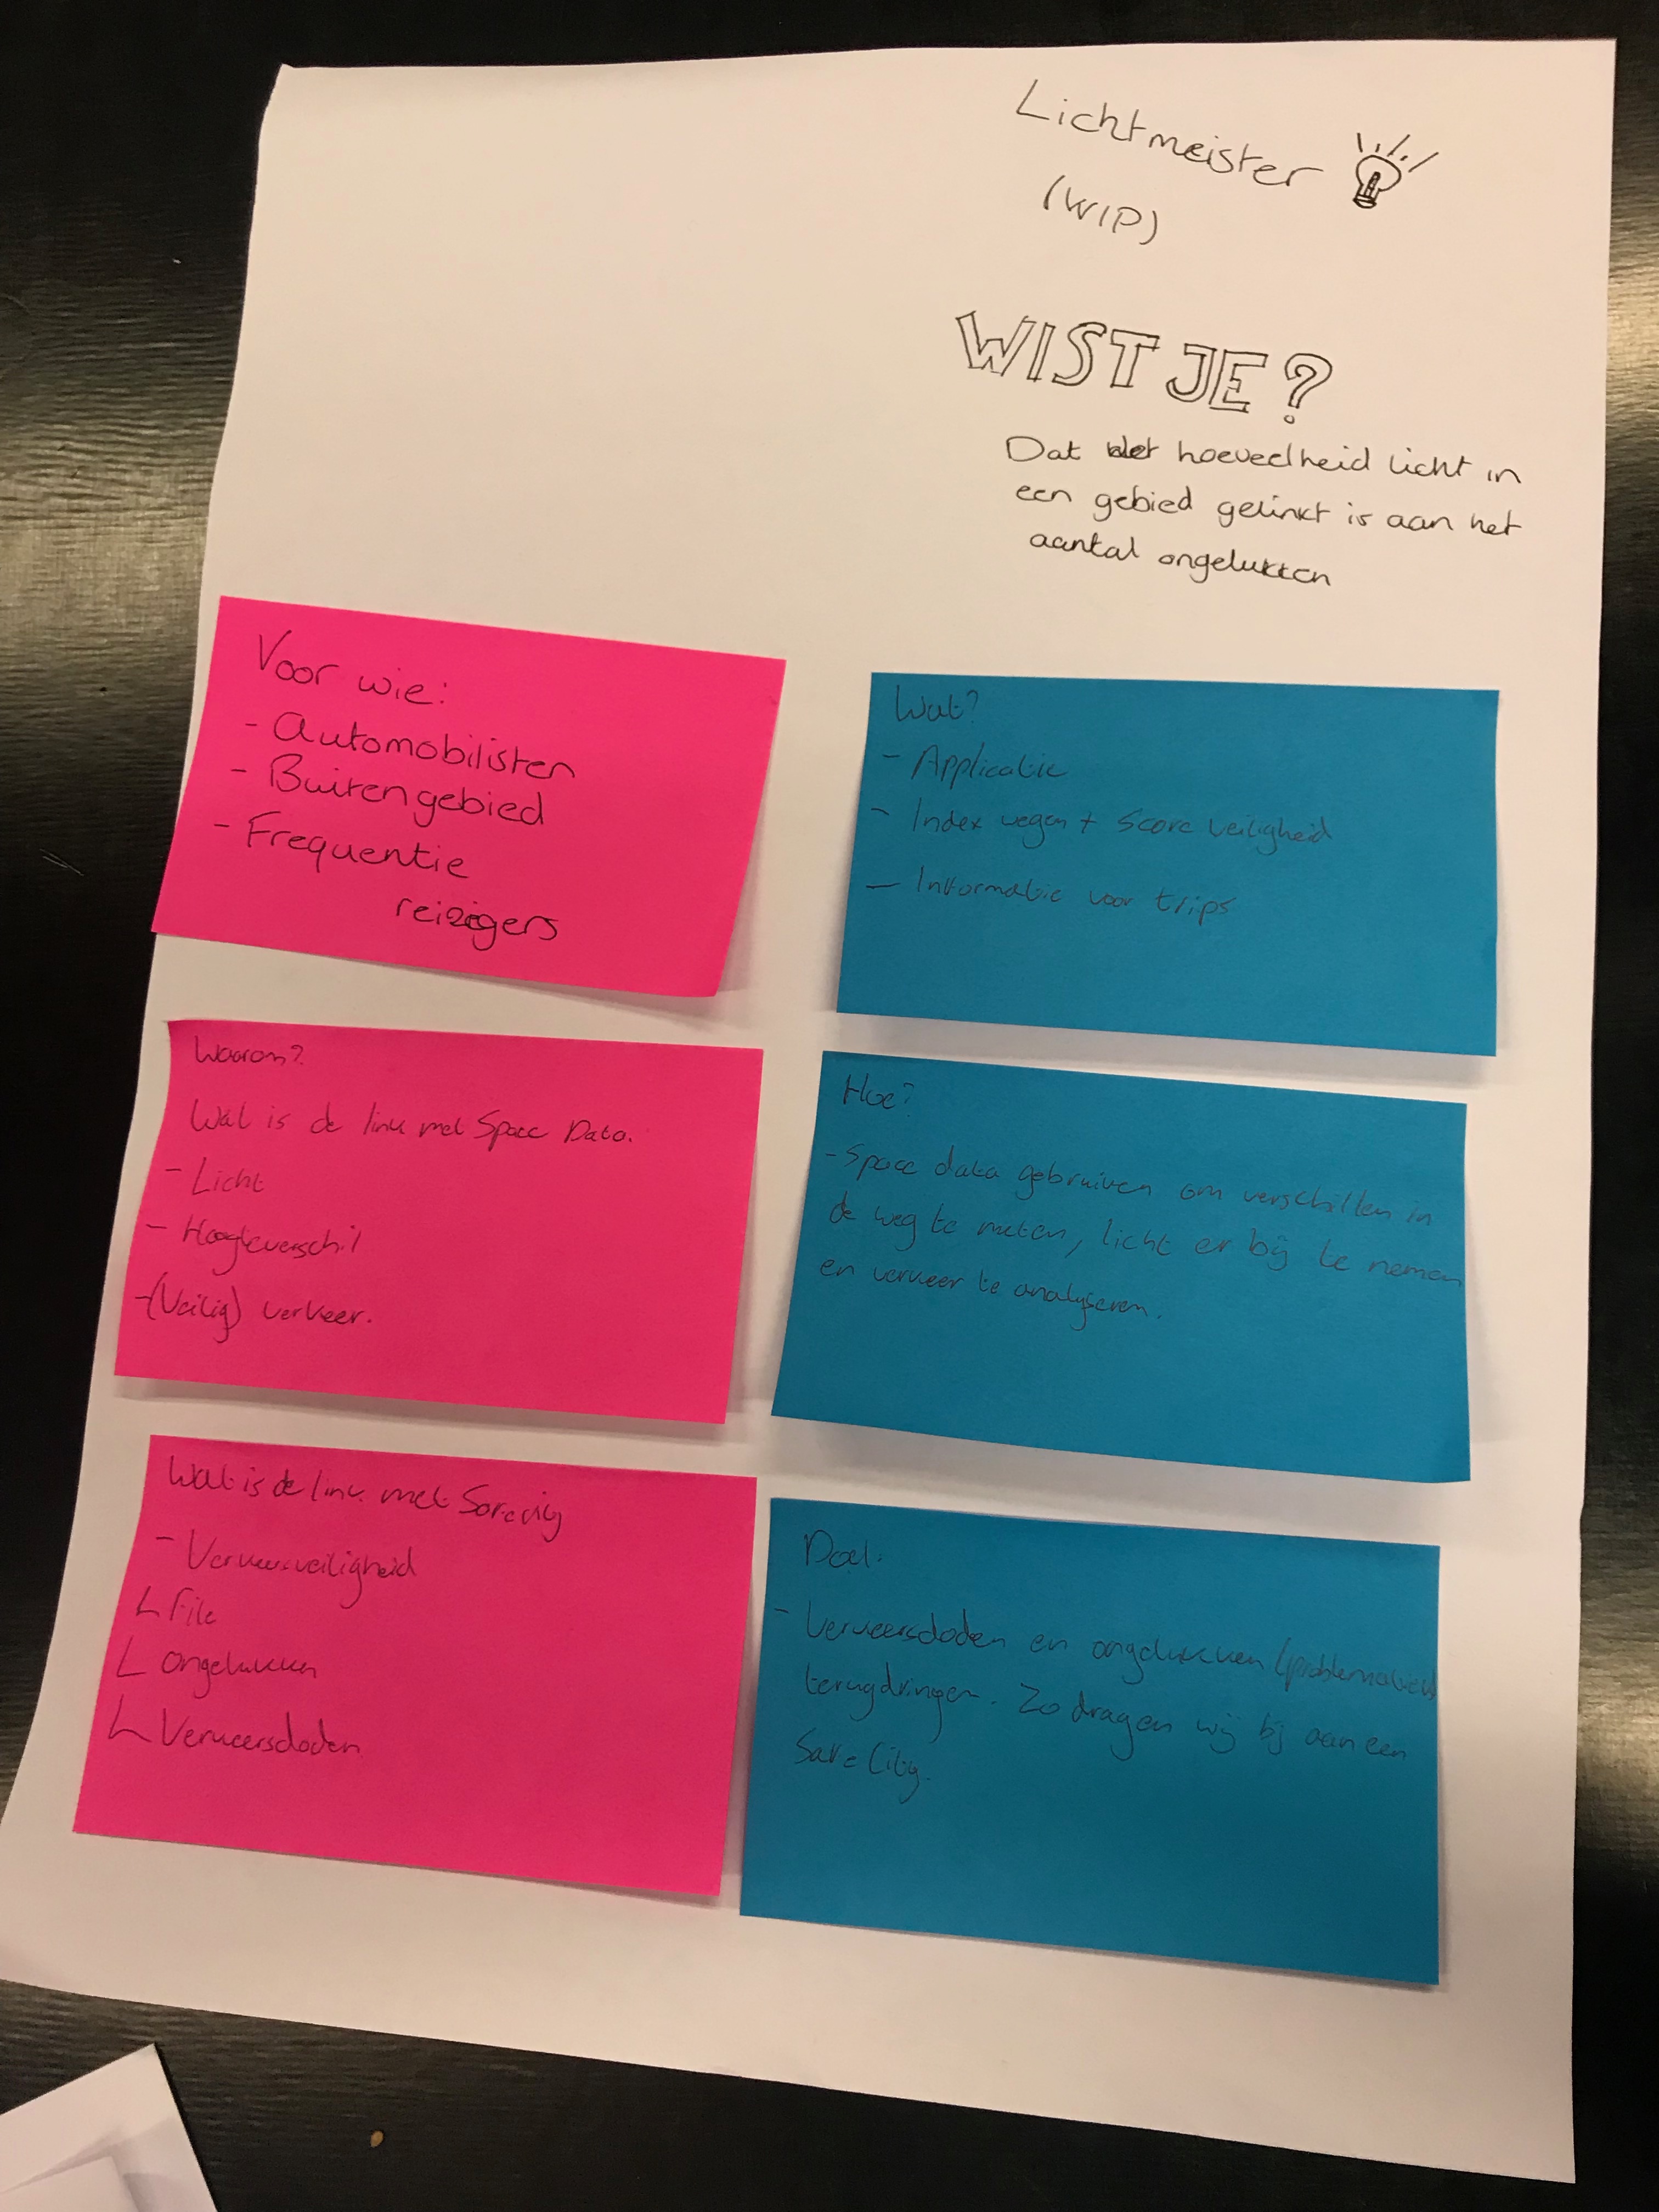 Lichtmeister
(WIP)
WIST JE?
Dat hoeveelheid licht in
een gebied gelinkt is aan het
aantal ongelukken
Voor wie:
- Automobilisten
- Buitengebied
- Frequentie
reizigers
Wat?
- Applicatie
- Index wegen + Score veiligheid
- Informatie voor trips
Waarom?
Wat is de link met Space Data.
- Licht
- Hoogteverschil
- (Veilig) verkeer.
Hoe?
- Space data gebruiken om verschillen in
de weg te meten, licht er bij te nemen
en verkeer te analyseren.
Wat is de link met
- Verkeersveiligheid
L File
L ongelukken
L Verkeersdoden
Doel:
- Verkeersdoden en ongelukken
terugdringen. Zo dragen wij bij aan een
Safe City.